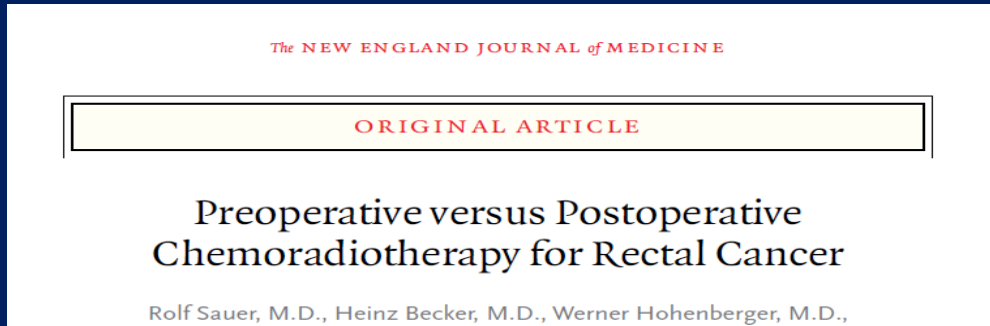 The NEW ENGLAND JOURNAL of MEDICINE
ORIGINAL ARTICLE
Preoperative versus Postoperative
Chemoradiotherapy for Rectal Cancer
Rolf Sauer, M.D., Heinz Becker, M.D., Werner Hohenberger, M.D.,